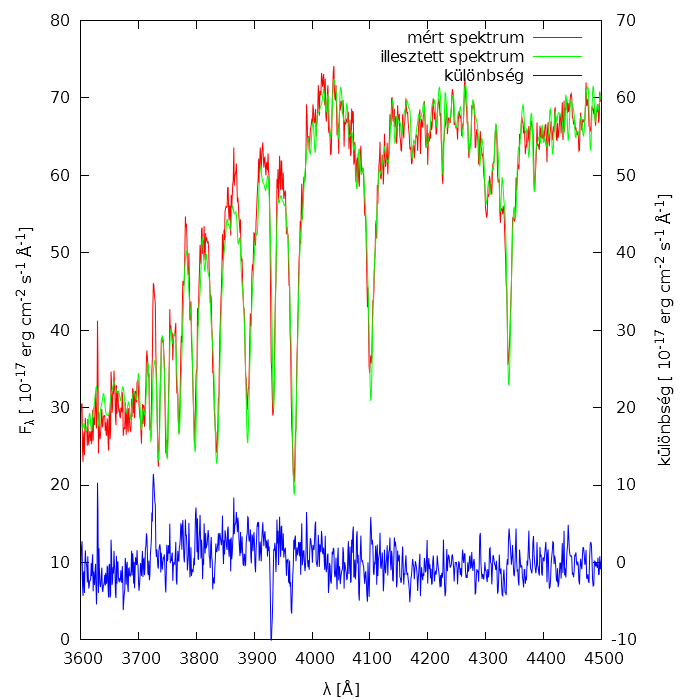 mért spektrum
illesztett spektrum
különbség
80
70
60
50
40
30
20
10
0
70
60
50
40
30
20
10
0
-10
3600 3700 3800 3900 4000 4100 4200 4300 4400 4500
λ [Å]
Fλ [ 10-17 erg cm-2 s-1 Å-1]
különbség [ 10-17 erg cm-2 s-1 Å-1]